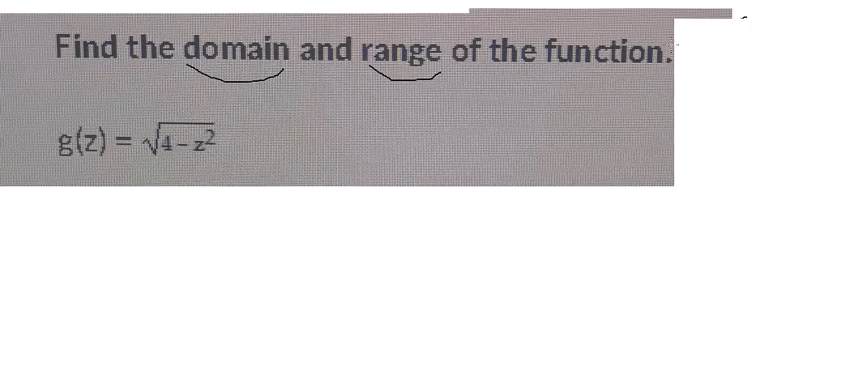 Find the domain and range of the function.
g(z) = √4-z²